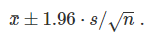 x̄ ± 1.96 · s/√n .